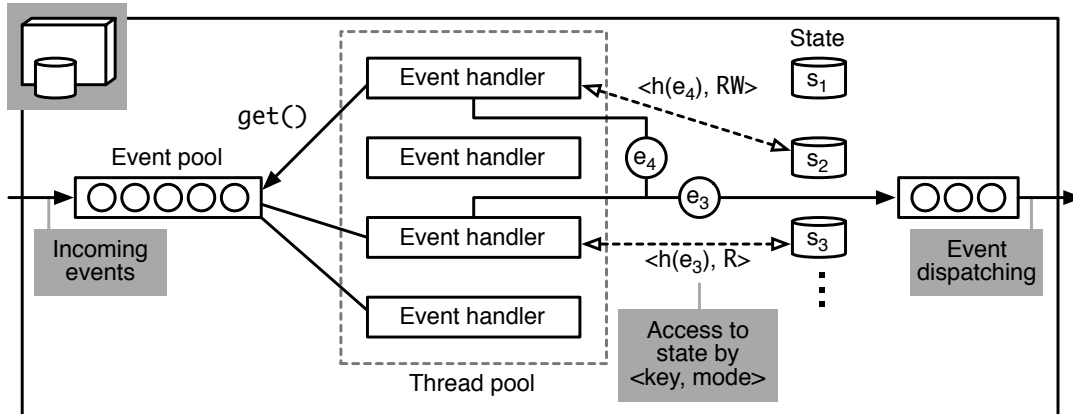 State
Event handler
<h(e4), RW>
s1
get()
Event pool
Event handler
e4
s2
e3
Incoming
events
Event handler
s3
<h(e3), R>
Event
dispatching
Event handler
Access to
state by
<key, mode>
Thread pool